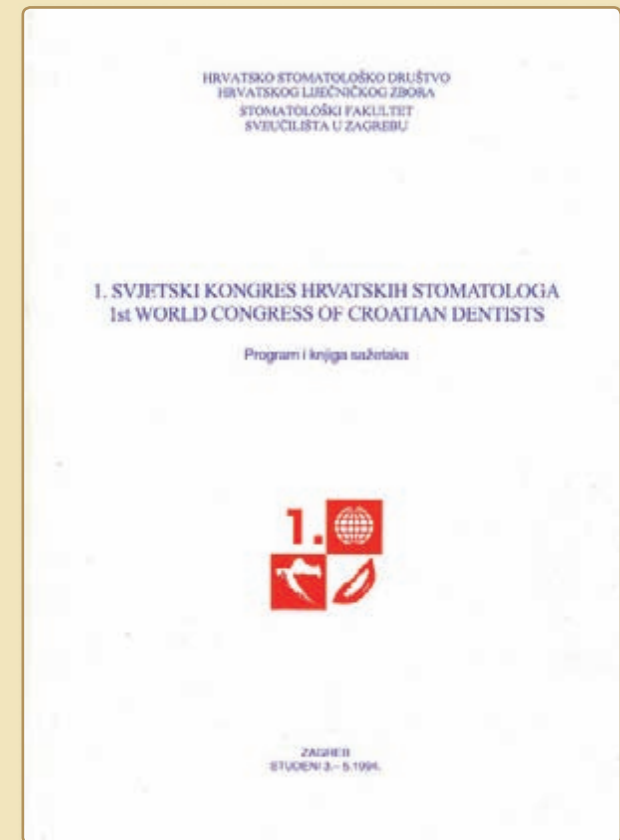 HRVATSKO STOMATOLOŠKO DRUŠTVO
HRVATSKOG LIJEČNIČKOG ZBORA
STOMATOLOŠKI FAKULTET
SVEUČILIŠTA U ZAGREBU
1. SVJETSKI KONGRES HRVATSKIH STOMATOLOGA
1st WORLD CONGRESS OF CROATIAN DENTISTS
Program i knjiga sažetaka
1.
ZAGREB
STUDENI 3.– 5.1994.